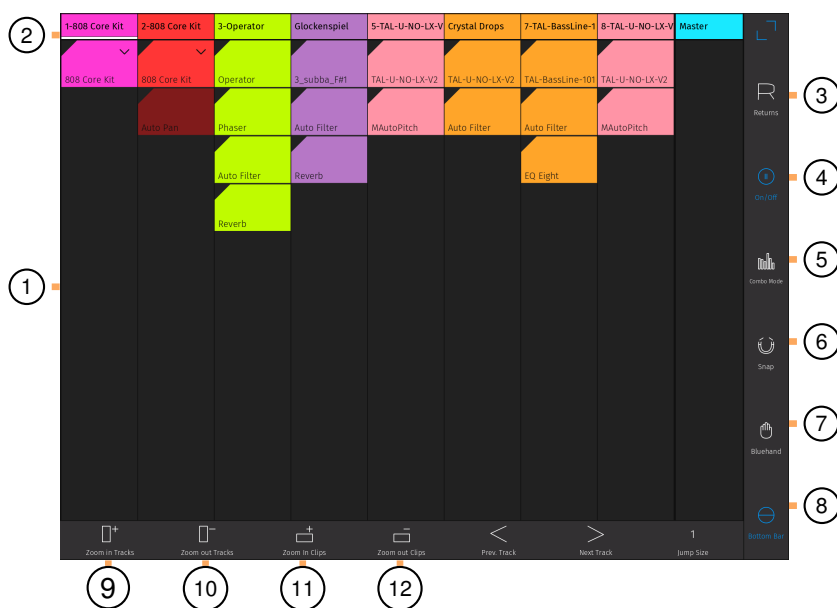 1-808 Core Kit 2-808 Core Kit 3-Operator Glockenspiel 5-TAL-U-NO-LX-V Crystal Drops 7-TAL-BassLine-1 8-TAL-U-NO-LX-V Master
2
808 Core Kit 808 Core Kit Operator 3_subba_F#1 TAL-U-NO-LX-V2 TAL-U-NO-LX-V2 TAL-BassLine-101 TAL-U-NO-LX-V2
3
Returns
Auto Pan Phaser Auto Filter MAutoPitch Auto Filter Auto Filter MAutoPitch
4
Auto Filter Reverb EQ Eight
On/Off
Reverb
5
Combo Mode
1
6
Snap
7
Bluehand
8
Bottom Bar
1
Zoom in Tracks Zoom out Tracks Zoom in Clips Zoom out Clips Prev. Track Next Track Jump Size
9 10 11 12